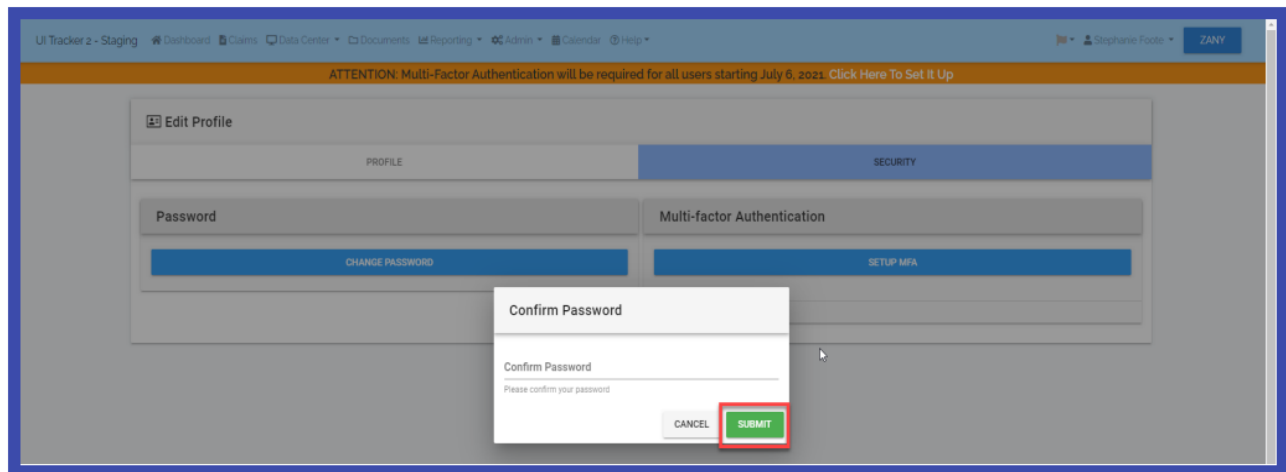 UI Tracker 2 - Staging Dashboard Claims Data Center Documents Reporting Admin Calendar Help Stephanie Foote ZANY
ATTENTION: Multi-Factor Authentication will be required for all users starting July 6, 2021. Click Here To Set It Up
Edit Profile
PROFILE SECURITY
Password Multi-factor Authentication
CHANGE PASSWORD SETUP MFA
Confirm Password
Confirm Password
Please confirm your password
CANCEL SUBMIT